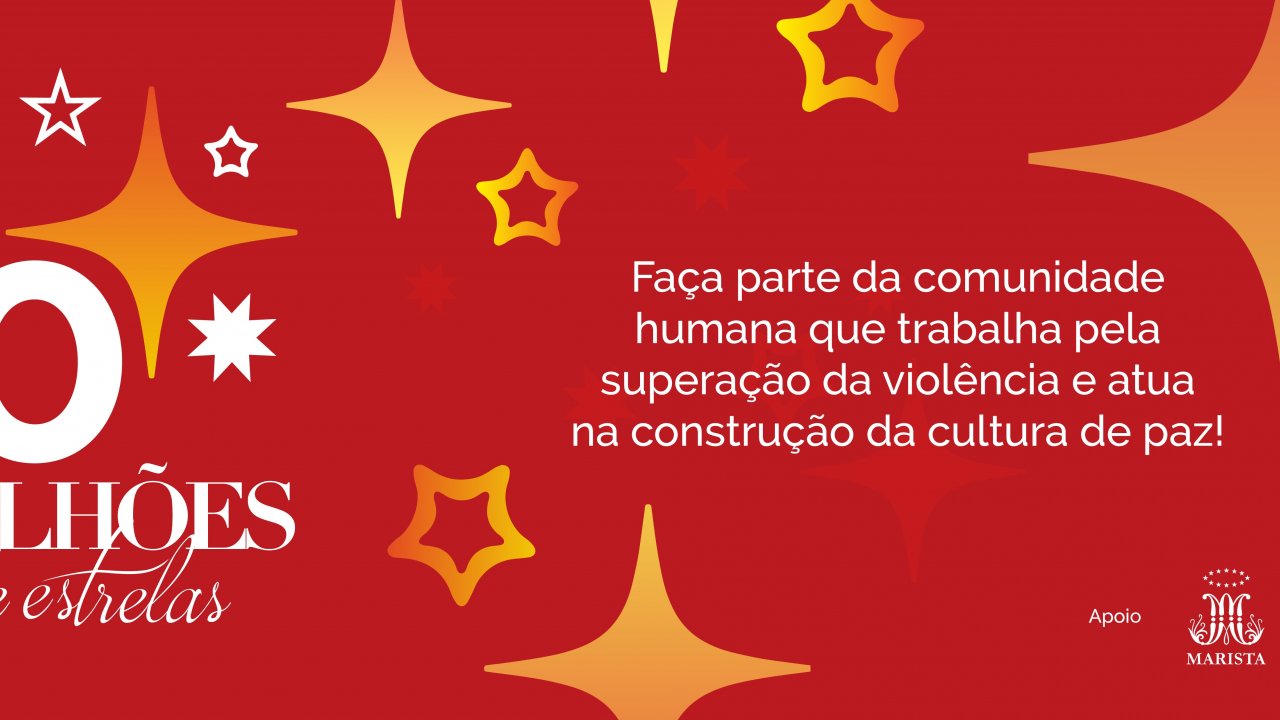 0
LHÕES
e estrelas
Faça parte da comunidade
humana que trabalha pela
superação da violência e atua
na construção da cultura de paz!
Apoio
MARISTA